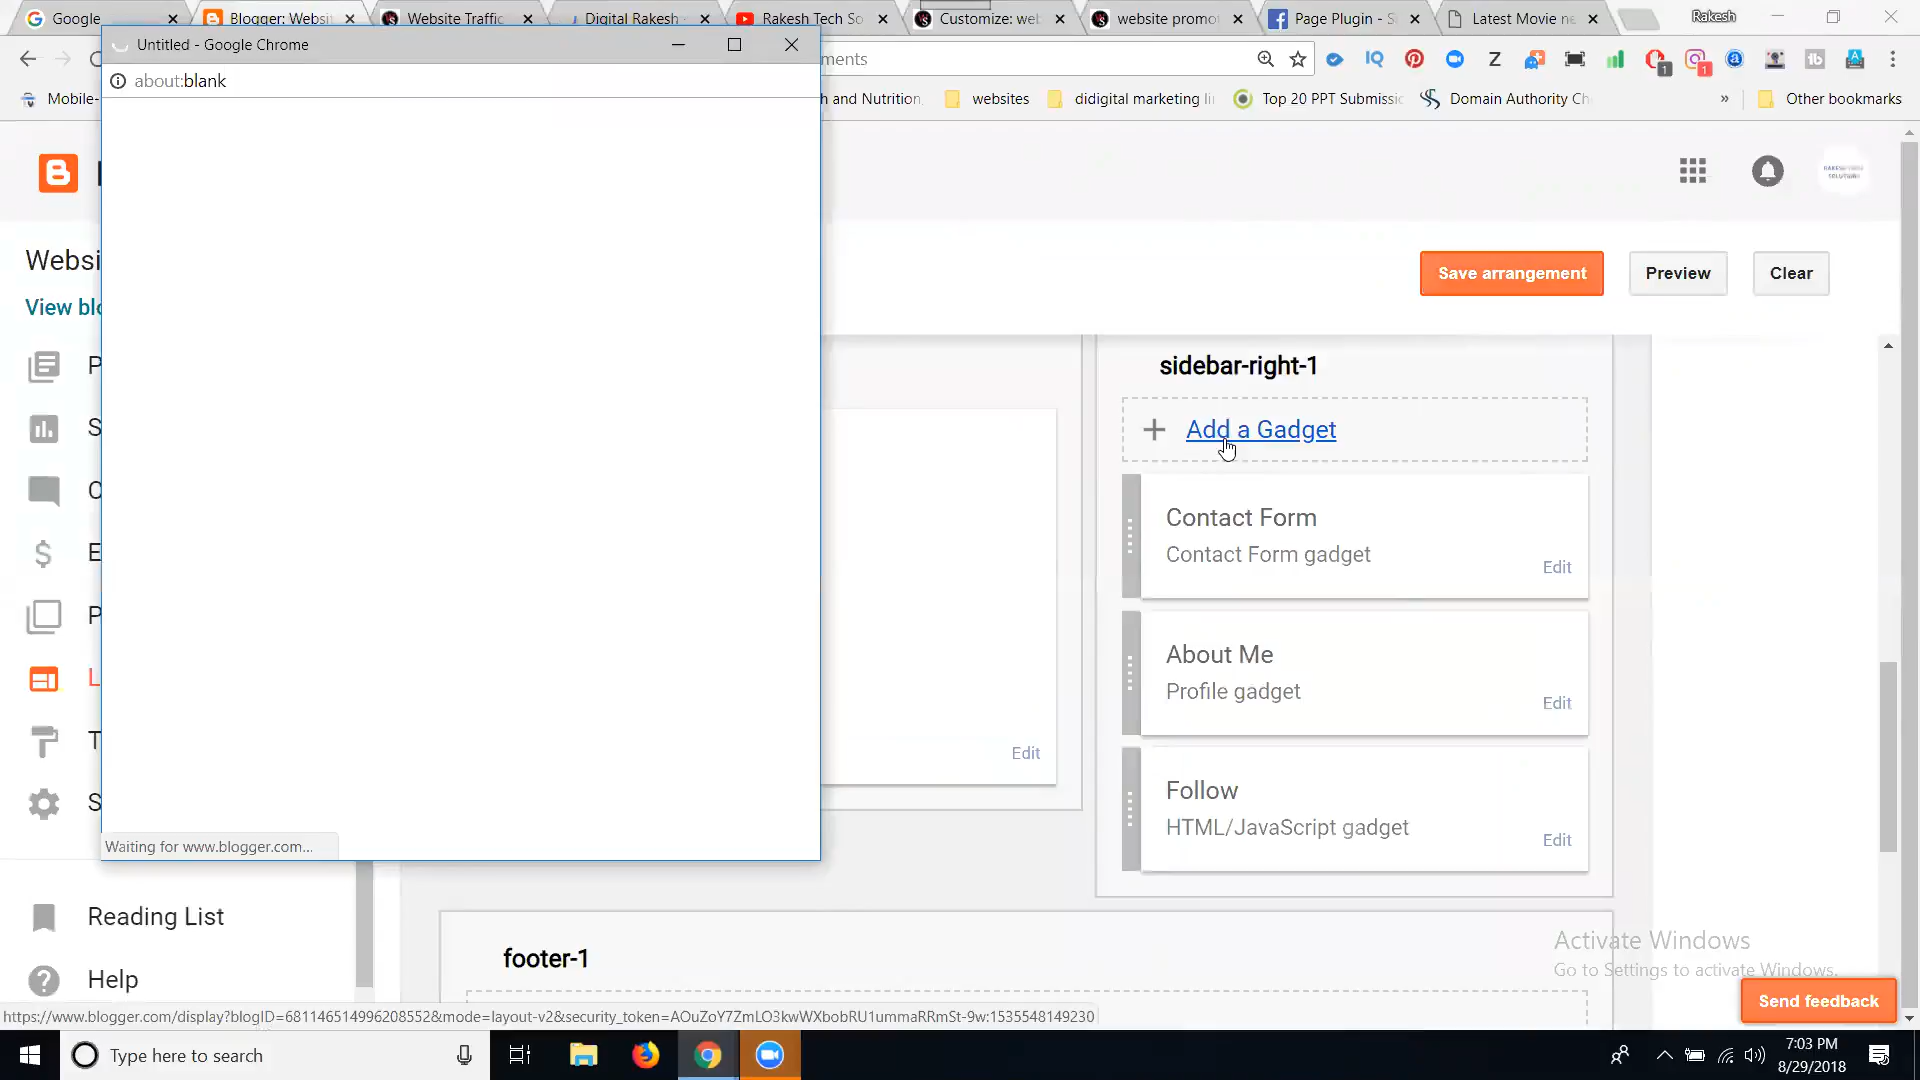 Google
Blogger: Websi
Website Traffic
Digital Rakesh
Rakesh Tech So
Customize: wel
website promo
Page Plugin - S
Latest Movie ne
Rakesh
Untitled - Google Chrome
about:blank
ments
Mobile-
h and Nutrition
websites
didigital marketing li
Top 20 PPT Submissic
Domain Authority Ch
»
Other bookmarks
Websi
View blo
Save arrangement
Preview
Clear
sidebar-right-1
Add a Gadget
Contact Form
Contact Form gadget
Edit
About Me
Profile gadget
Edit
Edit
Follow
HTML/JavaScript gadget
Edit
P
S
C
E
P
L
T
S
Waiting for www.blogger.com...
Reading List
Help
footer-1
Activate Windows
Go to Settings to activate Windows.
Send feedback
https://www.blogger.com/display?blogID=681146514996208552&mode=layout-v2&security_token=AOuZoY7ZmLO3kwWXbobRU1ummaRRmSt-9w:1535548149230
Type here to search
7:03 PM
8/29/2018